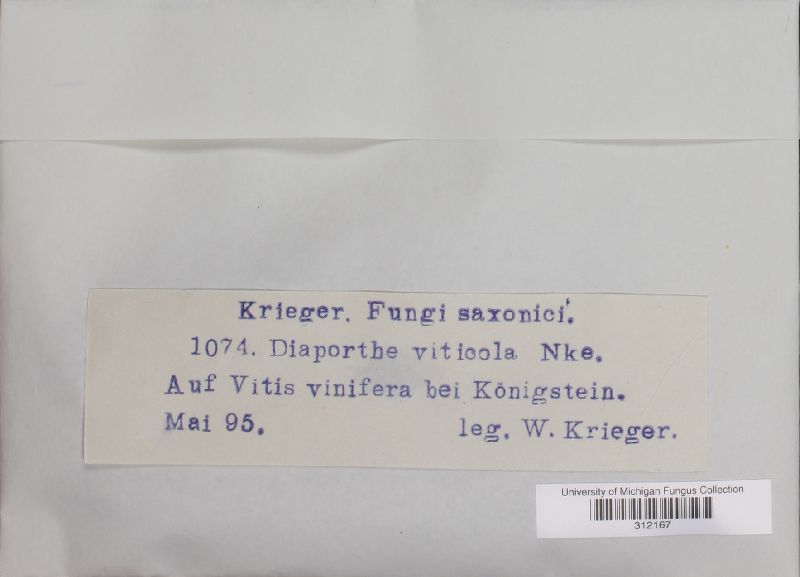 Krieger. Fungi saxonici.
1074. Diaporthe viticola Nke.
Auf Vitis vinifera bei Königstein.
Mai 95. leg. W. Krieger.
University of Michigan Fungus Collection
312167